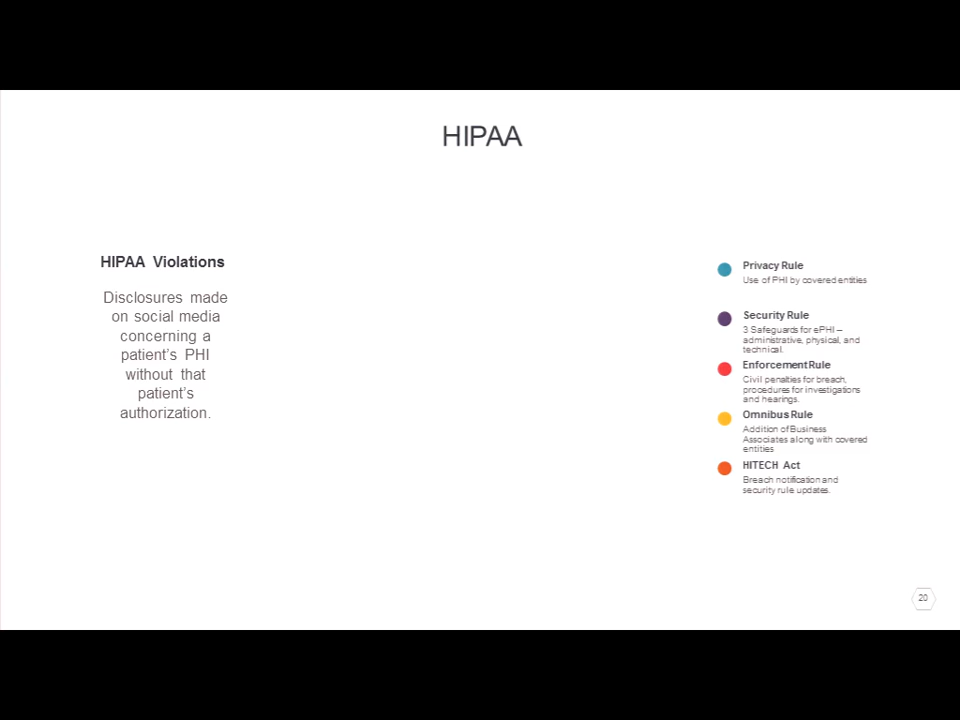 HIPAA
HIPAA Violations
Disclosures made
on social media
concerning a
patient's PHI
without that
patient's
authorization.
Privacy Rule
Use of PHI by covered entities
Security Rule
3 Safeguards for ePHI –
administrative, physical, and
technical.
Enforcement Rule
Civil penalties for breach,
procedures for investigations
and hearings.
Omnibus Rule
Addition of Business
Associates along with covered
entities
HITECH Act
Breach notification and
security rule updates.
20